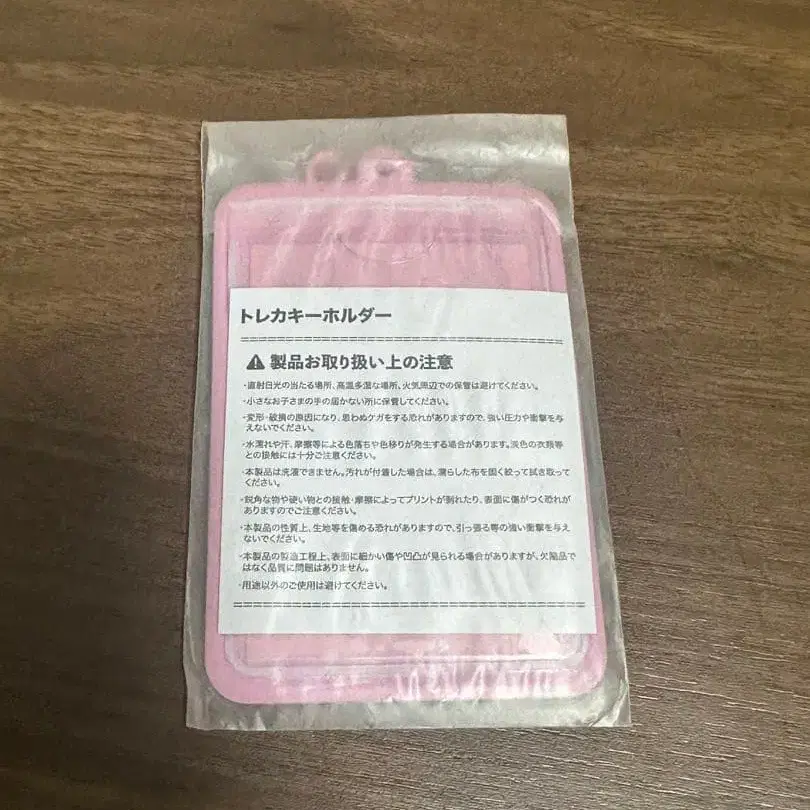 トレカキーホルダー
⚠ 製品お取り扱い上の注意
・直射日光の当たる場所、高温多湿な場所、火気周辺での保管は避けてください。
・小さなお子さまの手の届かない所に保管してください。
・変形・破損の原因になり、思わぬケガをする恐れがありますので、強い圧力や衝撃を与
えないでください。
・水濡れや汗、摩擦等による色落ちや色移りが発生する場合があります。淡色の衣類等
との接触には十分ご注意ください。
・本製品は洗濯できません。汚れが付着した場合は、濡らした布を固く絞って拭き取って
ください。
・鋭角な物や硬い物との接触・摩擦によってプリントが剥れたり、表面に傷がつく恐れが
ありますのでご注意ください。
・本製品の性質上、生地等を傷める恐れがありますので、引っ張る等の強い衝撃を与え
ないでください。
・本製品の製造工程上、表面に細かい傷や凹凸が見られる場合がありますが、欠陥品で
はなく品質に問題はありません。
・用途以外のご使用は避けてください。